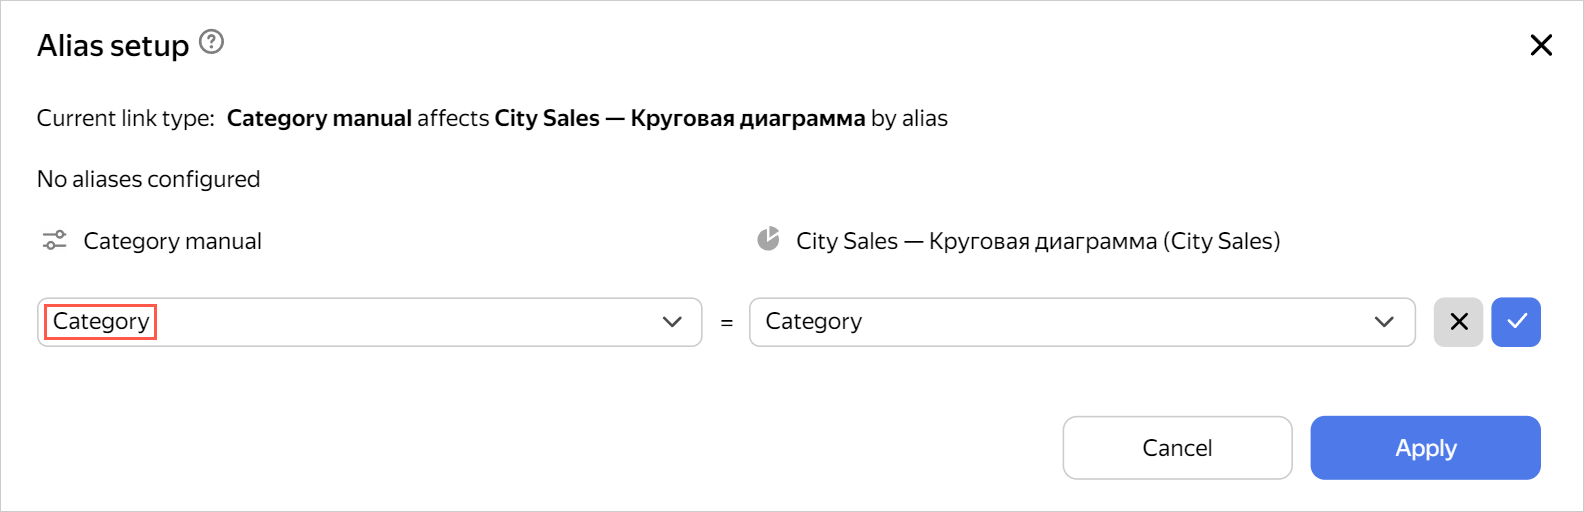 Alias setup ?
Current link type: Category manual affects City Sales — Круговая диаграмма by alias
No aliases configured
Category manual
City Sales — Круговая диаграмма (City Sales)
Category = Category
Cancel Apply